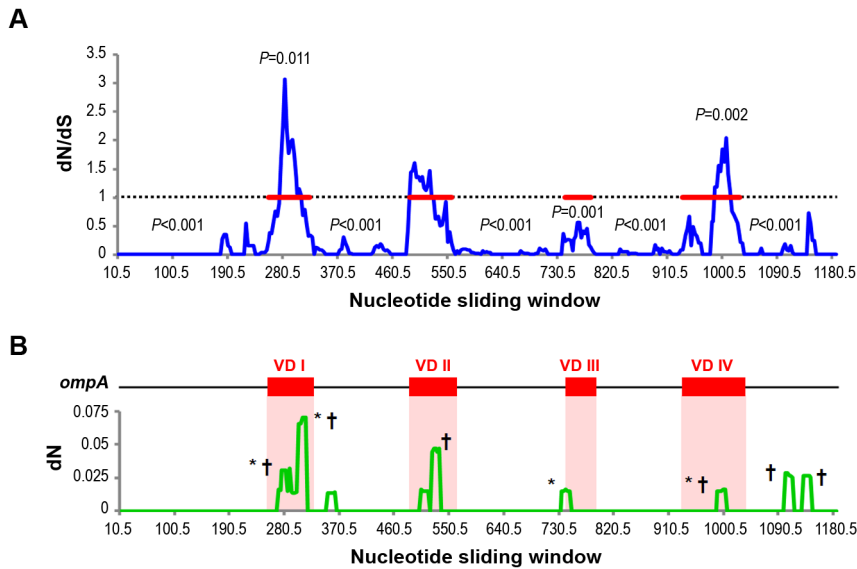 A
3.5
3
2.5
2
1.5
1
0.5
0
dN/dS
P=0.011
P=0.002
P<0.001
P<0.001
P<0.001
P=0.001
P<0.001
P<0.001
10.5 100.5 190.5 280.5 370.5 460.5 550.5 640.5 730.5 820.5 910.5 1000.5 1090.5 1180.5
Nucleotide sliding window
B
VD I VD II VD III VD IV
ompA
0.075
0.05
0.025
0
dN
* †
* †
†
*
* †
†
†
10.5 100.5 190.5 280.5 370.5 460.5 550.5 640.5 730.5 820.5 910.5 1000.5 1090.5 1180.5
Nucleotide sliding window